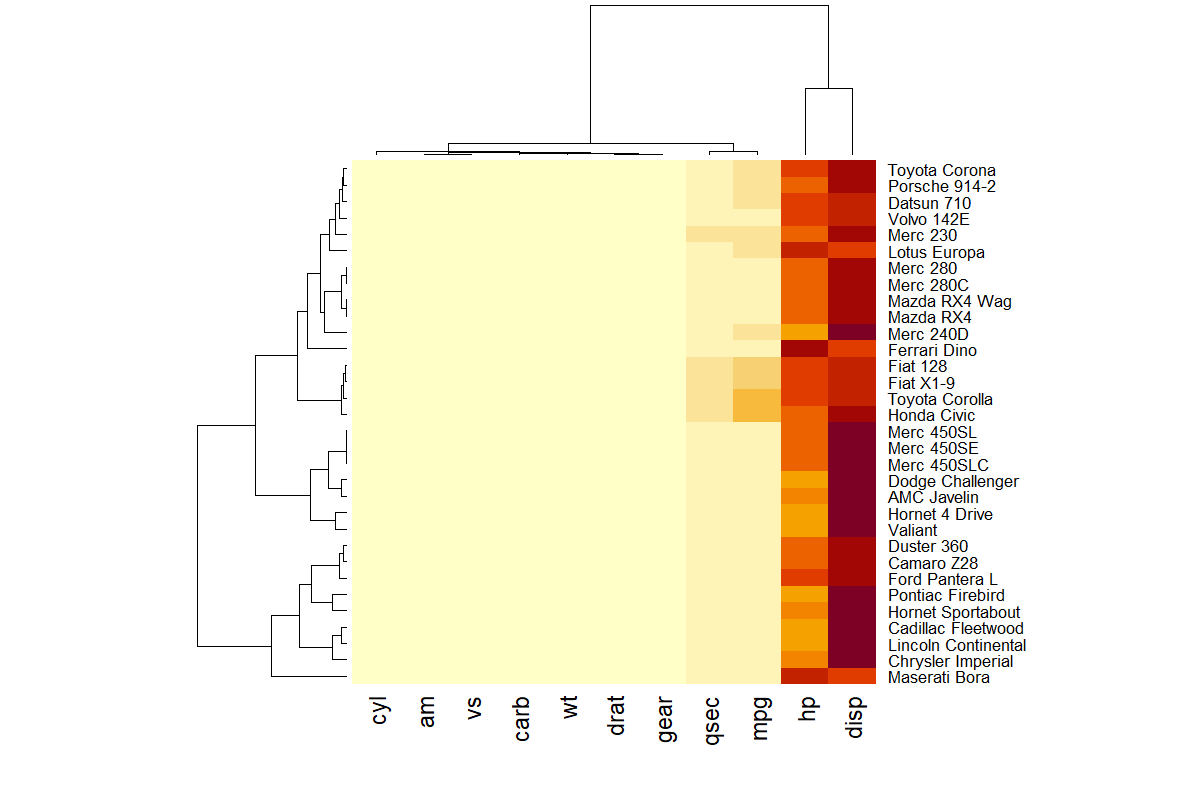 Toyota Corona
Porsche 914-2
Datsun 710
Volvo 142E
Merc 230
Lotus Europa
Merc 280
Merc 280C
Mazda RX4 Wag
Mazda RX4
Merc 240D
Ferrari Dino
Fiat 128
Fiat X1-9
Toyota Corolla
Honda Civic
Merc 450SL
Merc 450SE
Merc 450SLC
Dodge Challenger
AMC Javelin
Hornet 4 Drive
Valiant
Duster 360
Camaro Z28
Ford Pantera L
Pontiac Firebird
Hornet Sportabout
Cadillac Fleetwood
Lincoln Continental
Chrysler Imperial
Maserati Bora
cyl
am
vs
carb
wt
drat
gear
qsec
mpg
hp
disp